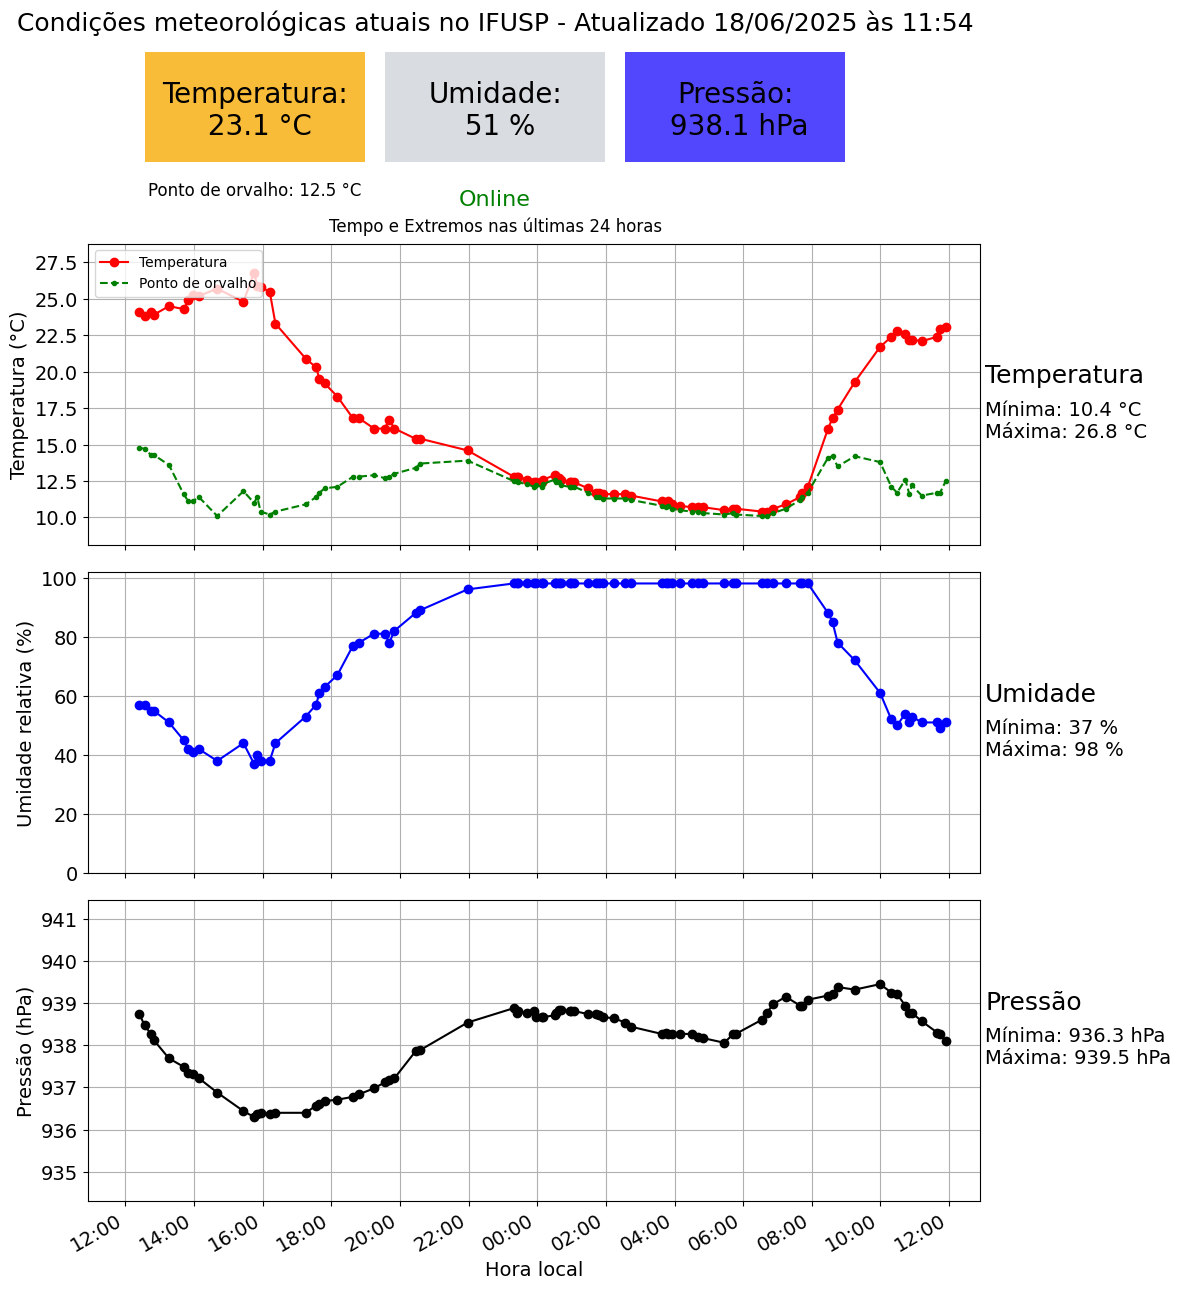 Condições meteorológicas atuais no IFUSP - Atualizado 18/06/2025 às 11:54
Temperatura:
23.1 °C
Umidade:
51 %
Pressão:
938.1 hPa
Ponto de orvalho: 12.5 °C
Online
Tempo e Extremos nas últimas 24 horas
Temperatura
Ponto de orvalho
Temperatura (°C)
27.5
25.0
22.5
20.0
17.5
15.0
12.5
10.0
Temperatura
Mínima: 10.4 °C
Máxima: 26.8 °C
Umidade relativa (%)
100
80
60
40
20
0
Umidade
Mínima: 37 %
Máxima: 98 %
Pressão (hPa)
941
940
939
938
937
936
935
Pressão
Mínima: 936.3 hPa
Máxima: 939.5 hPa
12:00 14:00 16:00 18:00 20:00 22:00 00:00 02:00 04:00 06:00 08:00 10:00 12:00
Hora local